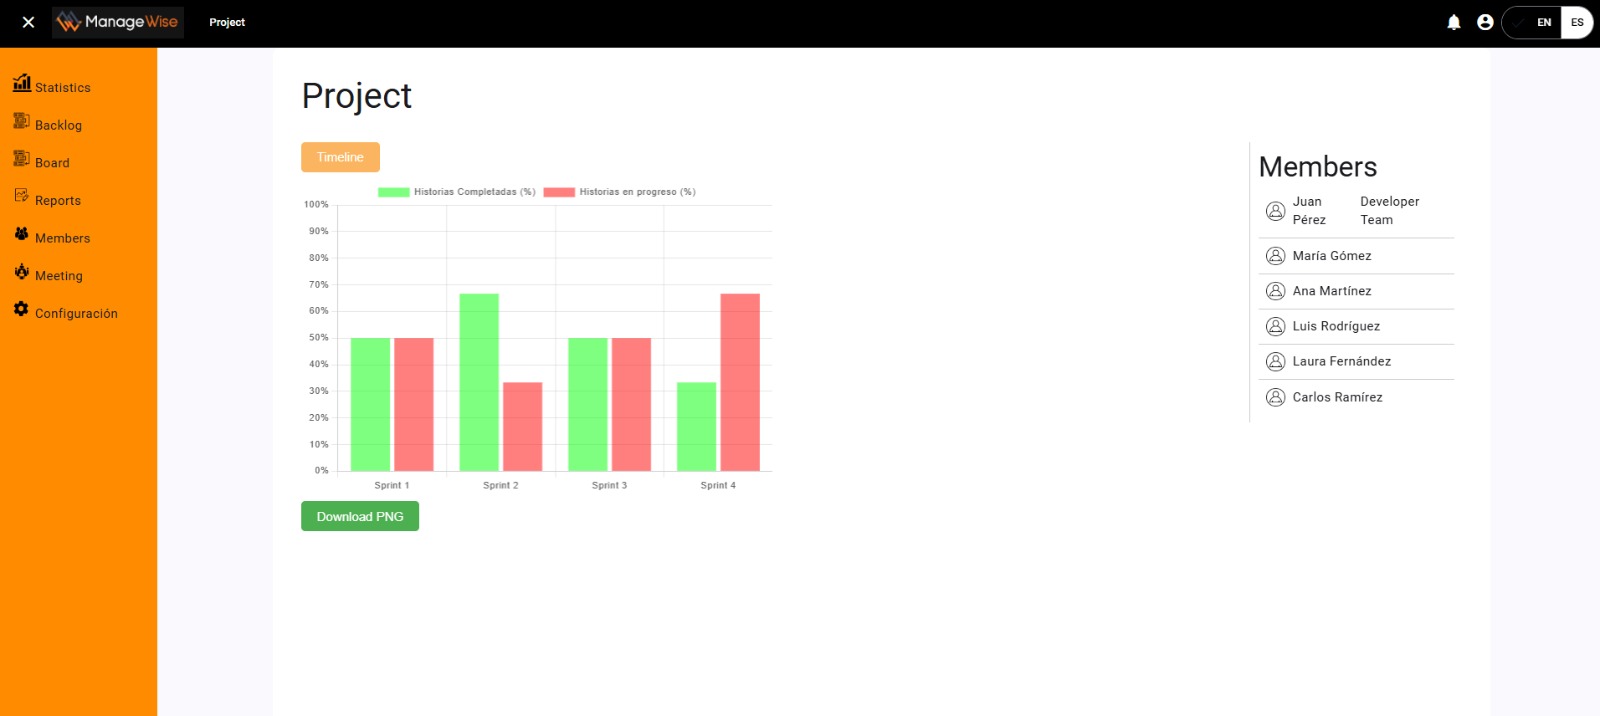 ManageWise
Project
EN
ES
Statistics
Backlog
Board
Reports
Members
Meeting
Configuración
Project
Timeline
Historias Completadas (%)
Historias en progreso (%)
100%
90%
80%
70%
60%
50%
40%
30%
20%
10%
0%
Sprint 1
Sprint 2
Sprint 3
Sprint 4
Download PNG
Members
Juan
Pérez
Developer
Team
María Gómez
Ana Martínez
Luis Rodríguez
Laura Fernández
Carlos Ramírez